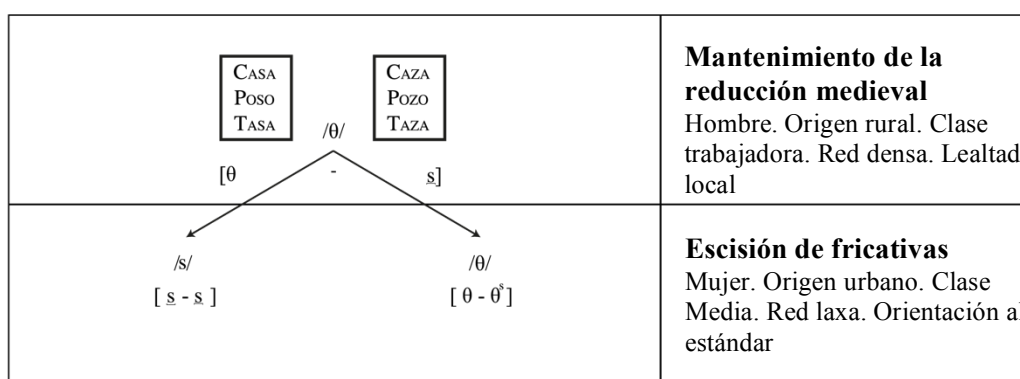 CASA
POSO
TASA
CAZA
POZO
TAZA
/θ/
[θ - s̲]
Mantenimiento de la
reducción medieval
Hombre. Origen rural. Clase
trabajadora. Red densa. Lealtad
local
/s/
/θ/
[ s̲ - s̲ ]
[ θ - θˢ]
Escisión de fricativas
Mujer. Origen urbano. Clase
Media. Red laxa. Orientación al
estándar